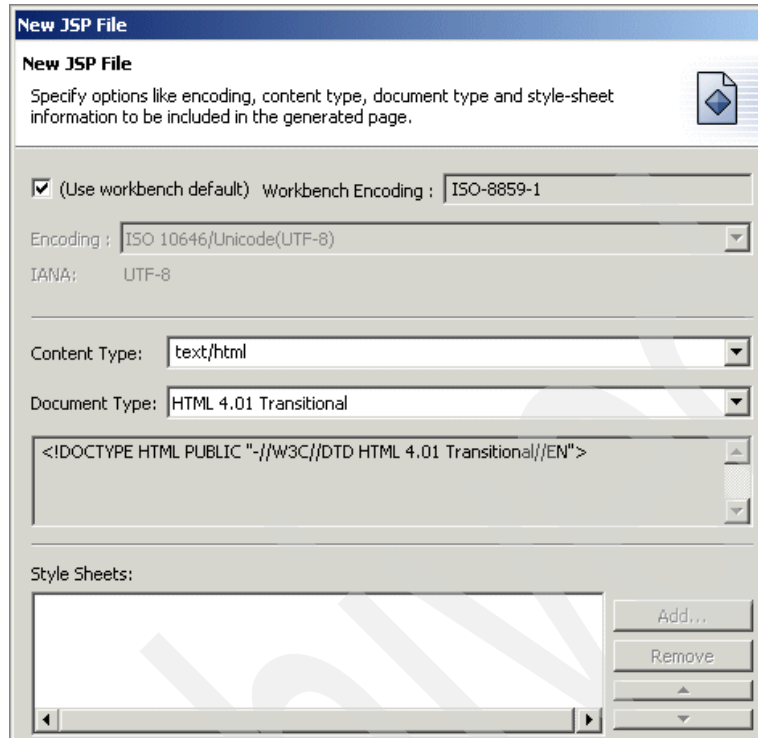 New JSP File
New JSP File
Specify options like encoding, content type, document type and style-sheet
information to be included in the generated page.
(Use workbench default) Workbench Encoding : ISO-8859-1
Encoding : ISO 10646/Unicode(UTF-8)
IANA: UTF-8
Content Type: text/html
Document Type: HTML 4.01 Transitional
<!DOCTYPE HTML PUBLIC "-//W3C//DTD HTML 4.01 Transitional//EN">
Style Sheets:
Add...
Remove